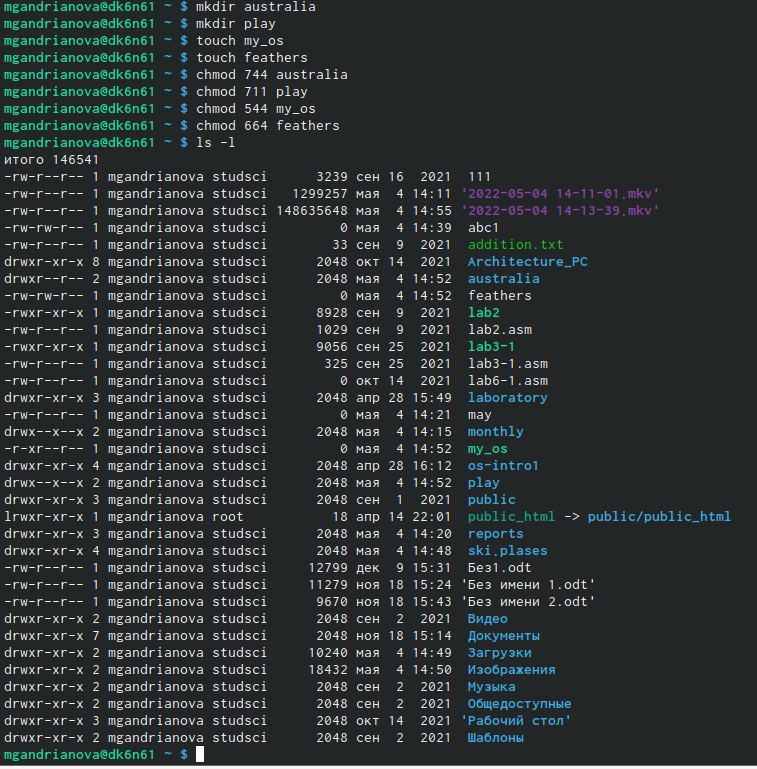 mgandrianova@dk6n61 ~ $ mkdir australia
mgandrianova@dk6n61 ~ $ mkdir play
mgandrianova@dk6n61 ~ $ touch my_os
mgandrianova@dk6n61 ~ $ touch feathers
mgandrianova@dk6n61 ~ $ chmod 744 australia
mgandrianova@dk6n61 ~ $ chmod 711 play
mgandrianova@dk6n61 ~ $ chmod 544 my_os
mgandrianova@dk6n61 ~ $ chmod 664 feathers
mgandrianova@dk6n61 ~ $ ls -l
итого 146541
-rw-r--r-- 1 mgandrianova studsci      3239 сен 16  2021  111
-rw-r--r-- 1 mgandrianova studsci   1299257 мая  4 14:11 '2022-05-04 14-11-01.mkv'
-rw-r--r-- 1 mgandrianova studsci 148635648 мая  4 14:55 '2022-05-04 14-13-39.mkv'
-rw-rw-r-- 1 mgandrianova studsci         0 мая  4 14:39  abc1
-rw-r--r-- 1 mgandrianova studsci        33 сен  9  2021  addition.txt
drwxr-xr-x 8 mgandrianova studsci      2048 окт 14  2021  Architecture_PC
drwxr--r-- 2 mgandrianova studsci      2048 мая  4 14:52  australia
-rw-rw-r-- 1 mgandrianova studsci         0 мая  4 14:52  feathers
-rwxr-xr-x 1 mgandrianova studsci      8928 сен  9  2021  lab2
-rw-r--r-- 1 mgandrianova studsci      1029 сен  9  2021  lab2.asm
-rwxr-xr-x 1 mgandrianova studsci      9056 сен 25  2021  lab3-1
-rw-r--r-- 1 mgandrianova studsci       325 сен 25  2021  lab3-1.asm
-rw-r--r-- 1 mgandrianova studsci         0 окт 14  2021  lab6-1.asm
drwxr-xr-x 3 mgandrianova studsci      2048 апр 28 15:49  laboratory
-rw-r--r-- 1 mgandrianova studsci         0 мая  4 14:21  may
drwx--x--x 2 mgandrianova studsci      2048 мая  4 14:15  monthly
-r-xr--r-- 1 mgandrianova studsci         0 мая  4 14:52  my_os
drwxr-xr-x 4 mgandrianova studsci      2048 апр 28 16:12  os-intro1
drwx--x--x 2 mgandrianova studsci      2048 мая  4 14:52  play
drwxr-xr-x 3 mgandrianova studsci      2048 сен  1  2021  public
lrwxr-xr-x 1 mgandrianova root           18 апр 14 22:01  public_html -> public/public_html
drwxr-xr-x 3 mgandrianova studsci      2048 мая  4 14:20  reports
drwxr-xr-x 4 mgandrianova studsci      2048 мая  4 14:48  ski.plases
-rw-r--r-- 1 mgandrianova studsci     12799 дек  9 15:31  Без1.odt
-rw-r--r-- 1 mgandrianova studsci     11279 ноя 18 15:24 'Без имени 1.odt'
-rw-r--r-- 1 mgandrianova studsci      9670 ноя 18 15:43 'Без имени 2.odt'
drwxr-xr-x 2 mgandrianova studsci      2048 сен  2  2021  Видео
drwxr-xr-x 7 mgandrianova studsci      2048 ноя 18 15:14  Документы
drwxr-xr-x 2 mgandrianova studsci     10240 мая  4 14:49  Загрузки
drwxr-xr-x 2 mgandrianova studsci     18432 мая  4 14:50  Изображения
drwxr-xr-x 2 mgandrianova studsci      2048 сен  2  2021  Музыка
drwxr-xr-x 2 mgandrianova studsci      2048 сен  2  2021  Общедоступные
drwxr-xr-x 3 mgandrianova studsci      2048 окт 14  2021 'Рабочий стол'
drwxr-xr-x 2 mgandrianova studsci      2048 сен  2  2021  Шаблоны
mgandrianova@dk6n61 ~ $